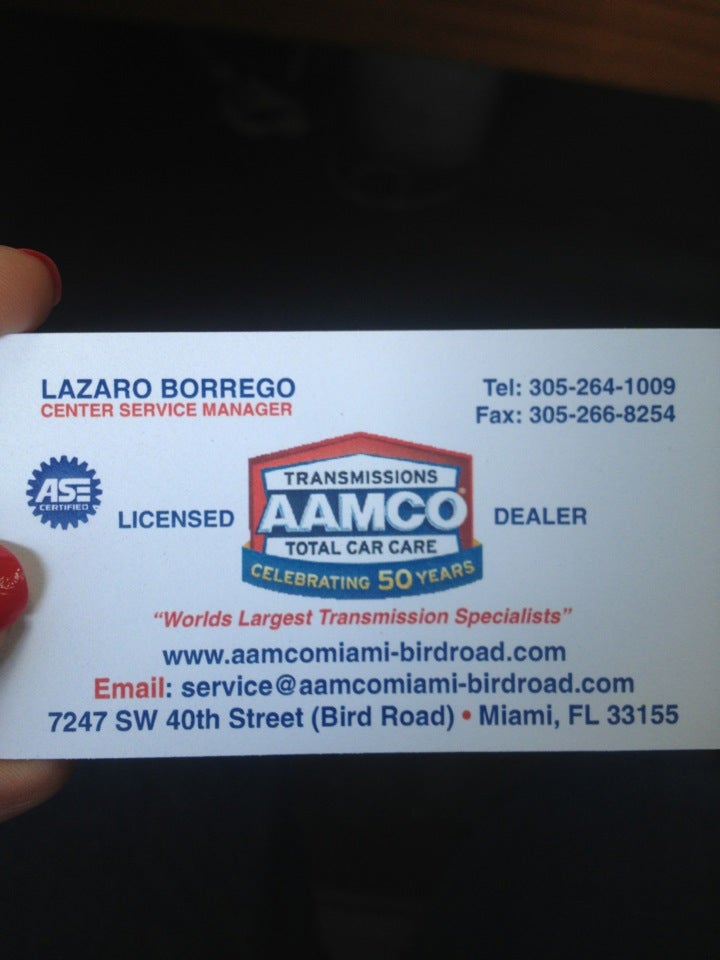 LAZARO BORREGO
CENTER SERVICE MANAGER
Tel: 305-264-1009
Fax: 305-266-8254
ASE
CERTIFIED
LICENSED
TRANSMISSIONS
AAMCO
TOTAL CAR CARE
CELEBRATING 50 YEARS
DEALER
“Worlds Largest Transmission Specialists”
www.aamcomiami-birdroad.com
Email: service@aamcomiami-birdroad.com
7247 SW 40th Street (Bird Road) • Miami, FL 33155